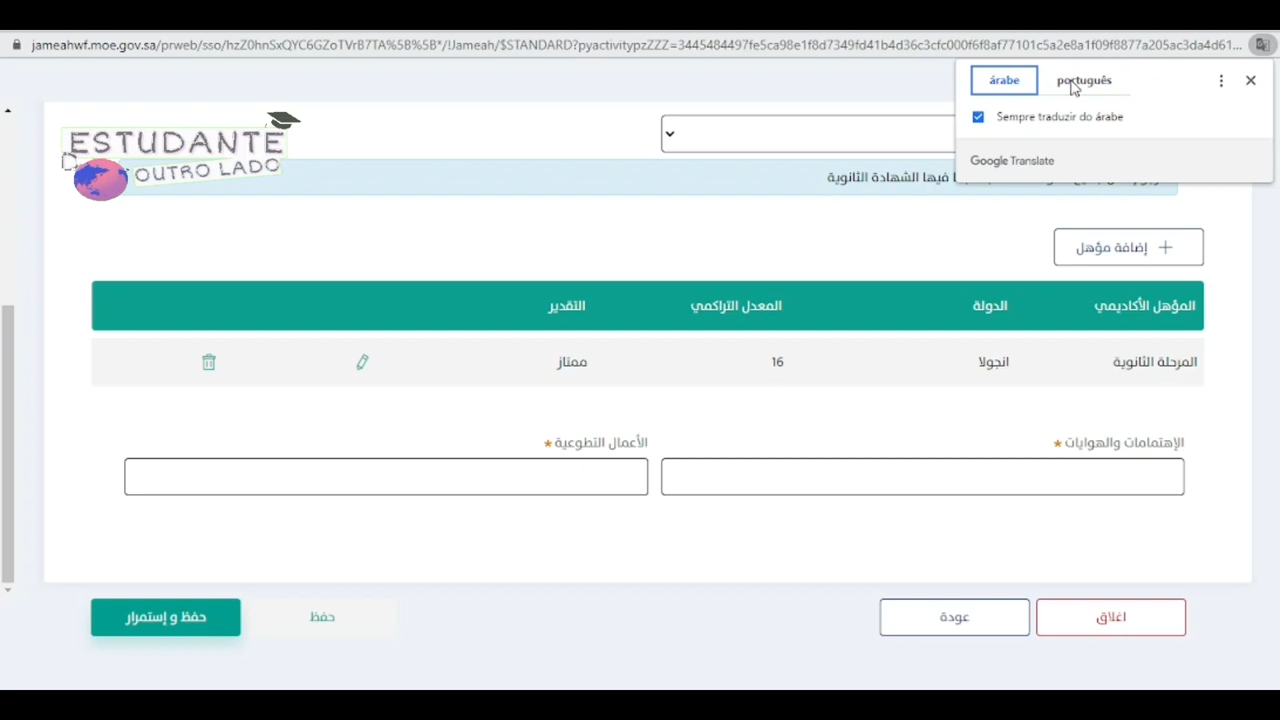 jameahwf.moe.gov.sa/prweb/sso/hzZ0hnSxQYC6GZoTVrB7TA%5B%5B*/!Jameah/$STANDARD?pyactivitypzZZZ=3445484497fe5ca98e1f8d7349fd41b4d36c3cfc000f6f8af77101c5a2e8a1f09f8877a205ac3da4d61...
árabe português
Sempre traduzir do árabe
Google Translate
ESTUDANTE
DO OUTRO LADO
فيها الشهادة الثانوية
إضافة مؤهل
المؤهل الأكاديمي الدولة المعدل التراكمي التقدير
المرحلة الثانوية انجولا 16 ممتاز
الإهتمامات والهوايات * الأعمال التطوعية *
اغلاق عودة حفظ حفظ و إستمرار